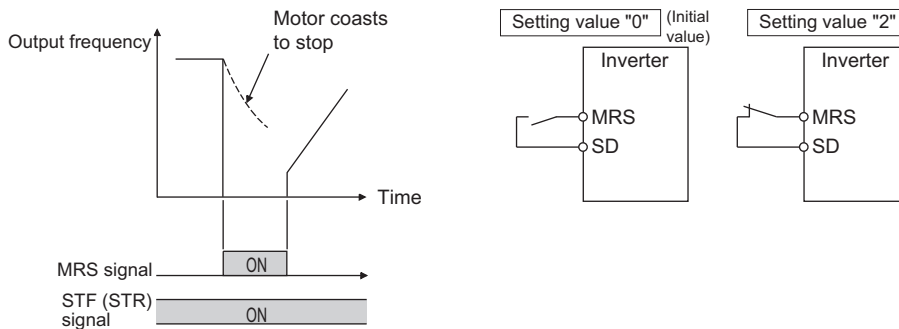 Output frequency
Motor coasts
to stop
Time
MRS signal
ON
STF (STR)
signal
ON
Setting value "0"
(Initial
value)
Inverter
MRS
SD
Setting value "2"
Inverter
MRS
SD